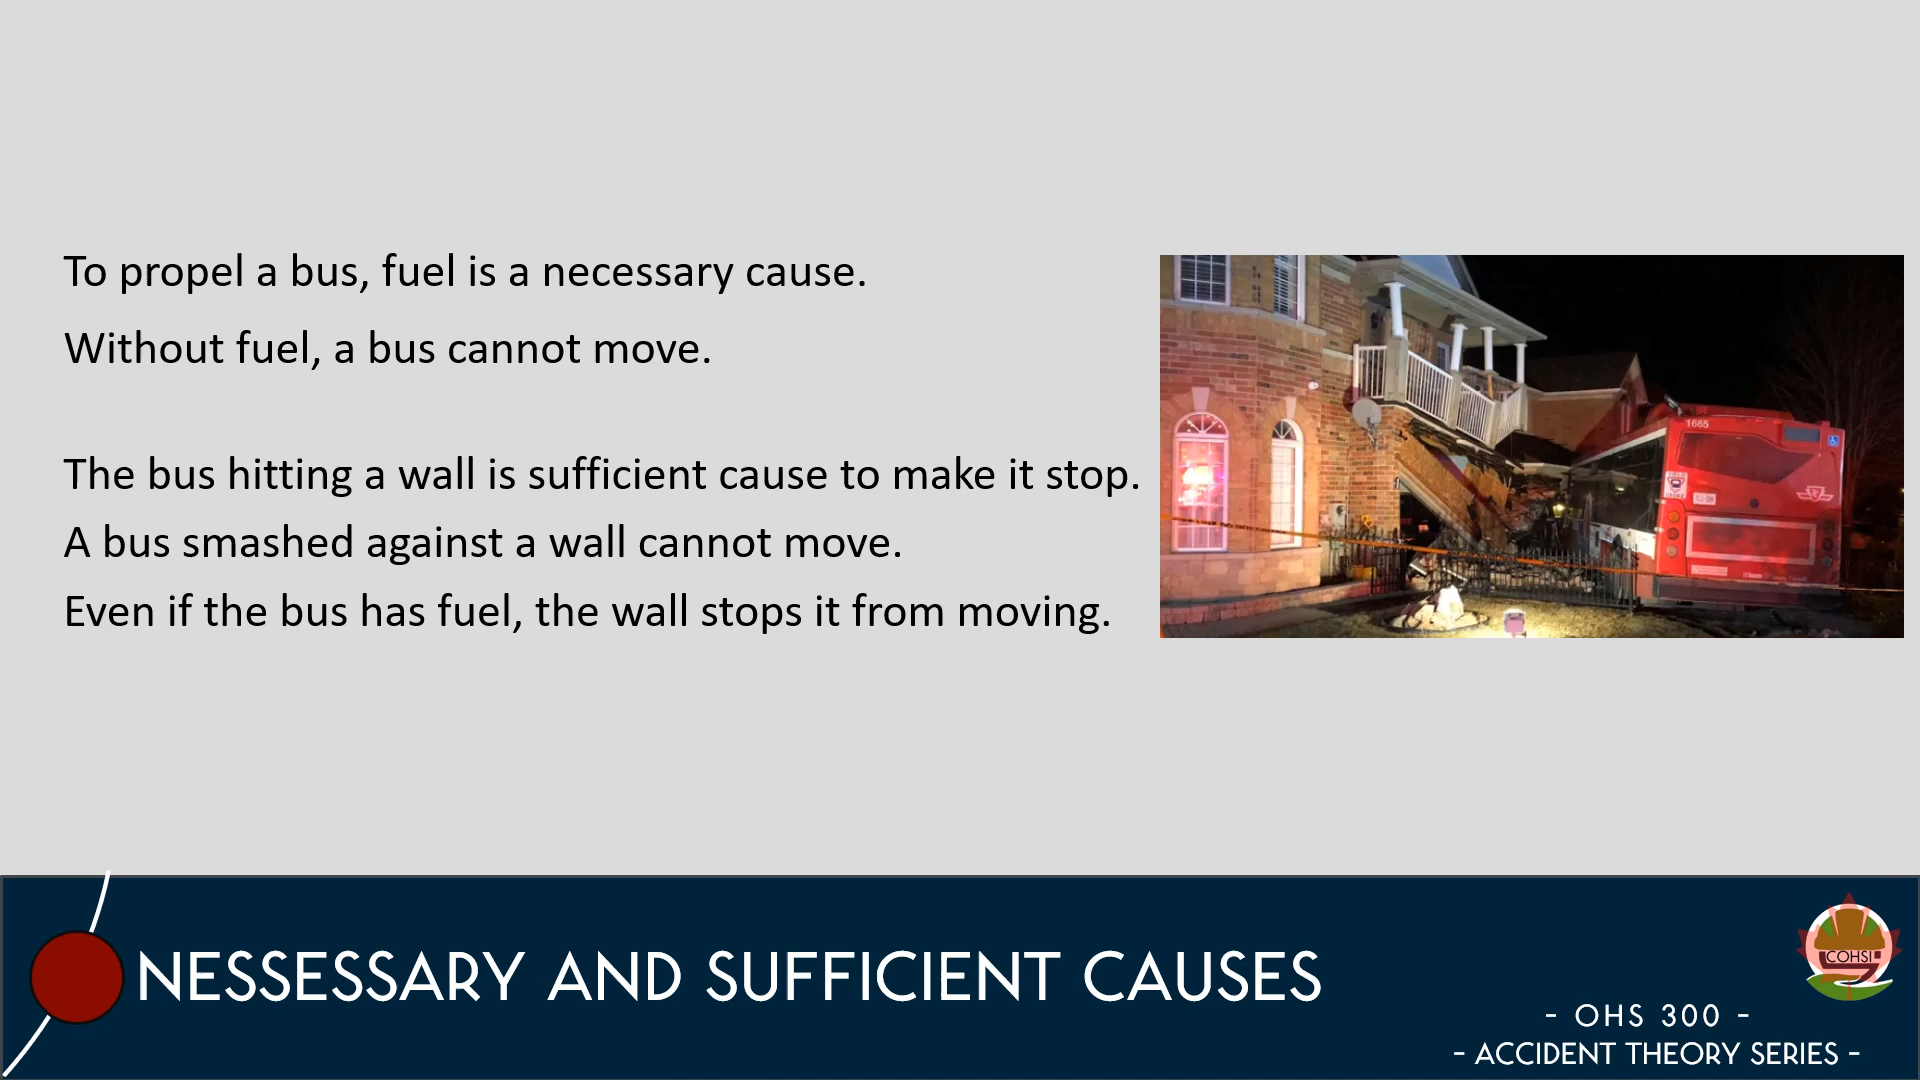 To propel a bus, fuel is a necessary cause.
Without fuel, a bus cannot move.
The bus hitting a wall is sufficient cause to make it stop.
A bus smashed against a wall cannot move.
Even if the bus has fuel, the wall stops it from moving.
1665
NESSESSARY AND SUFFICIENT CAUSES
COHSI
- OHS 300 -
- ACCIDENT THEORY SERIES -